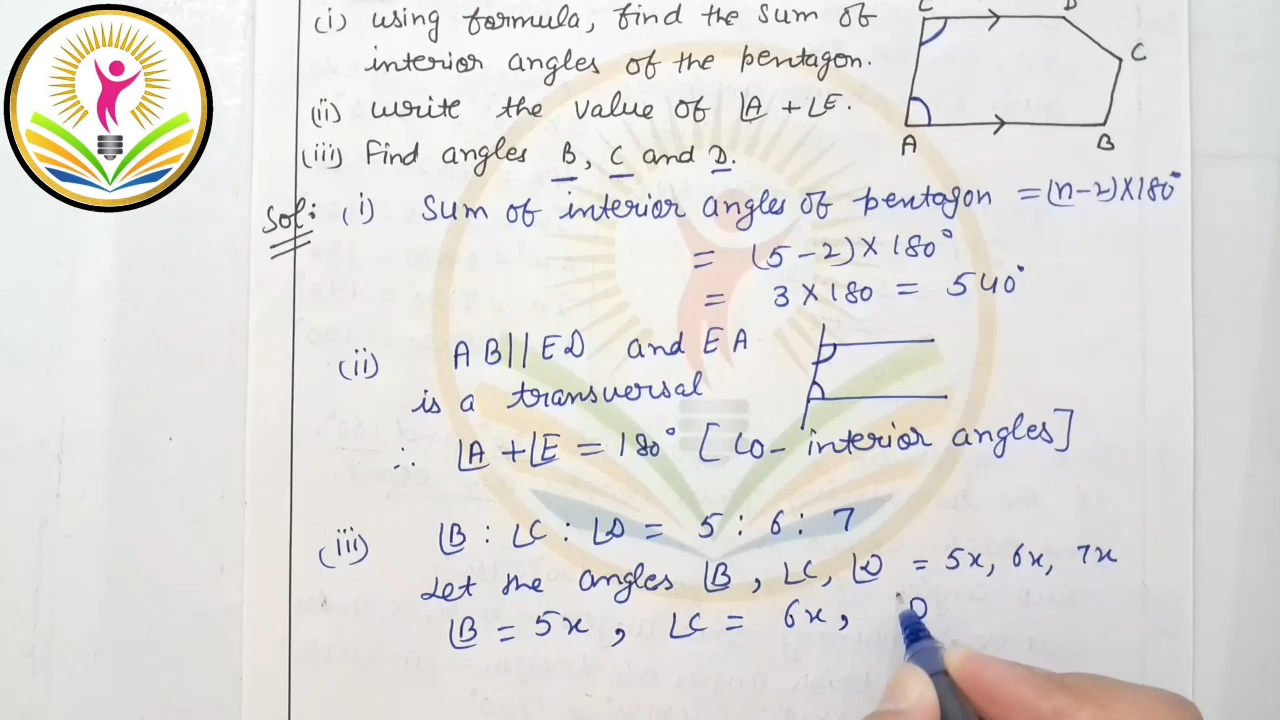 (i) using formula, find the sum of
interior angles of the pentagon.
(ii) write the value of ∠A + ∠E.
(iii) Find angles B, C and D.
E D
C
A B
Sol: (i) Sum of interior angles of pentagon = (n-2)×180°
= (5-2)×180°
= 3×180 = 540°
(ii) AB||ED and EA
is a transversal
∴ ∠A + ∠E = 180° [Co-interior angles]
(iii) ∠B : ∠C : ∠D = 5 : 6 : 7
Let the angles ∠B, ∠C, ∠D = 5x, 6x, 7x
∠B = 5x, ∠C = 6x, D